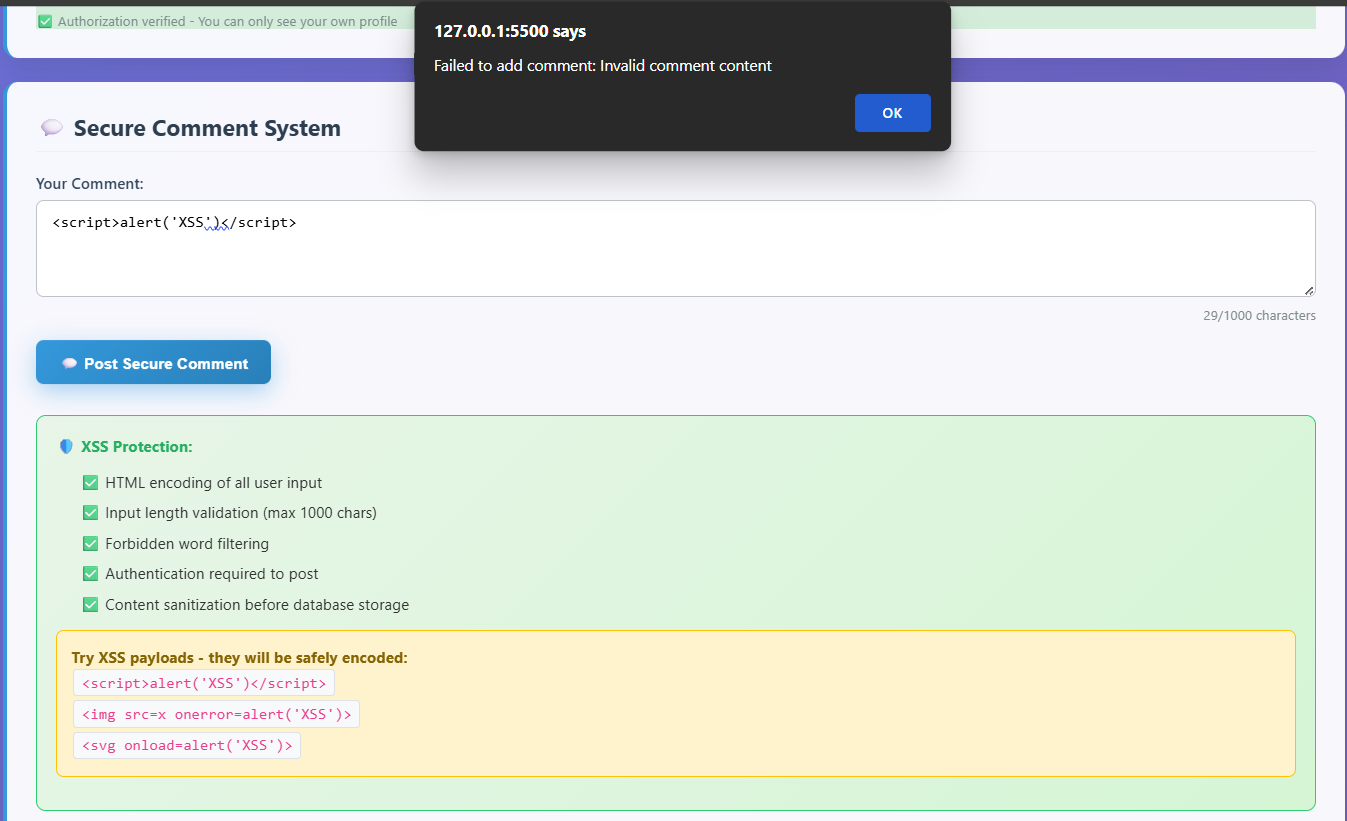 Authorization verified - You can only see your own profile
127.0.0.1:5500 says
Failed to add comment: Invalid comment content
OK
Secure Comment System
Your Comment:
<script>alert('XSS')</script>
29/1000 characters
Post Secure Comment
XSS Protection:
HTML encoding of all user input
Input length validation (max 1000 chars)
Forbidden word filtering
Authentication required to post
Content sanitization before database storage
Try XSS payloads - they will be safely encoded:
<script>alert('XSS')</script>
<img src=x onerror=alert('XSS')>
<svg onload=alert('XSS')>